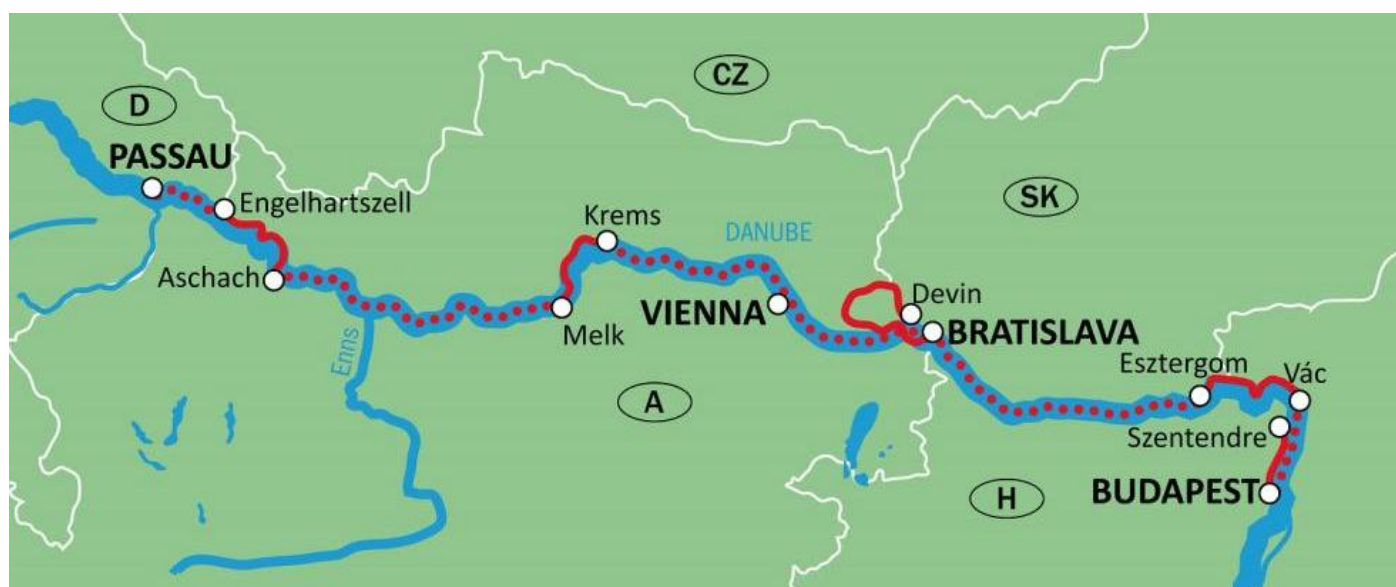 CZ
D
PASSAU
Engelhartszell
SK
Krems
DANUBE
Aschach
Devin
VIENNA
BRATISLAVA
Melk
Enns
Esztergom
Vác
A
Szentendre
H
BUDAPEST